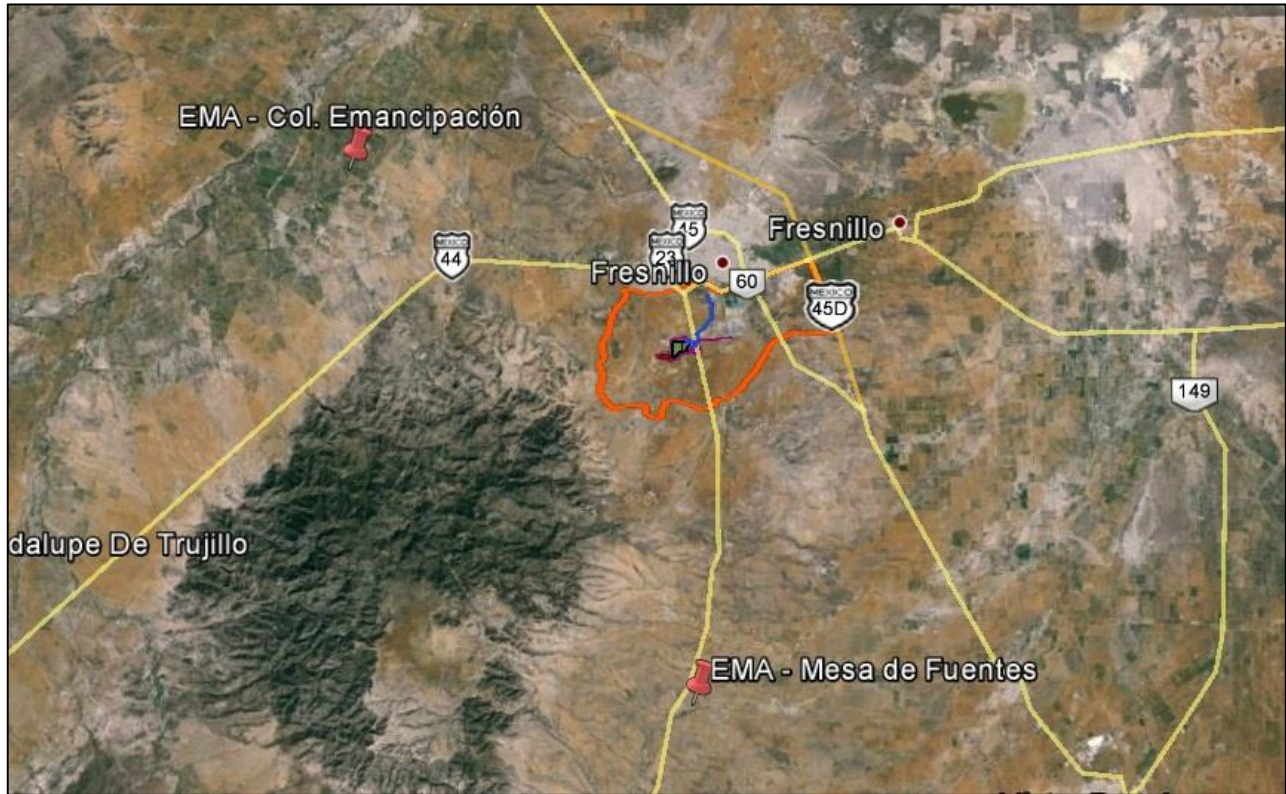 EMA - Col. Emancipación
MEXICO
45
Fresnillo
MEXICO
23
MEXICO
44
Fresnillo
60
MEXICO
45D
149
dalupe De Trujillo
EMA - Mesa de Fuentes